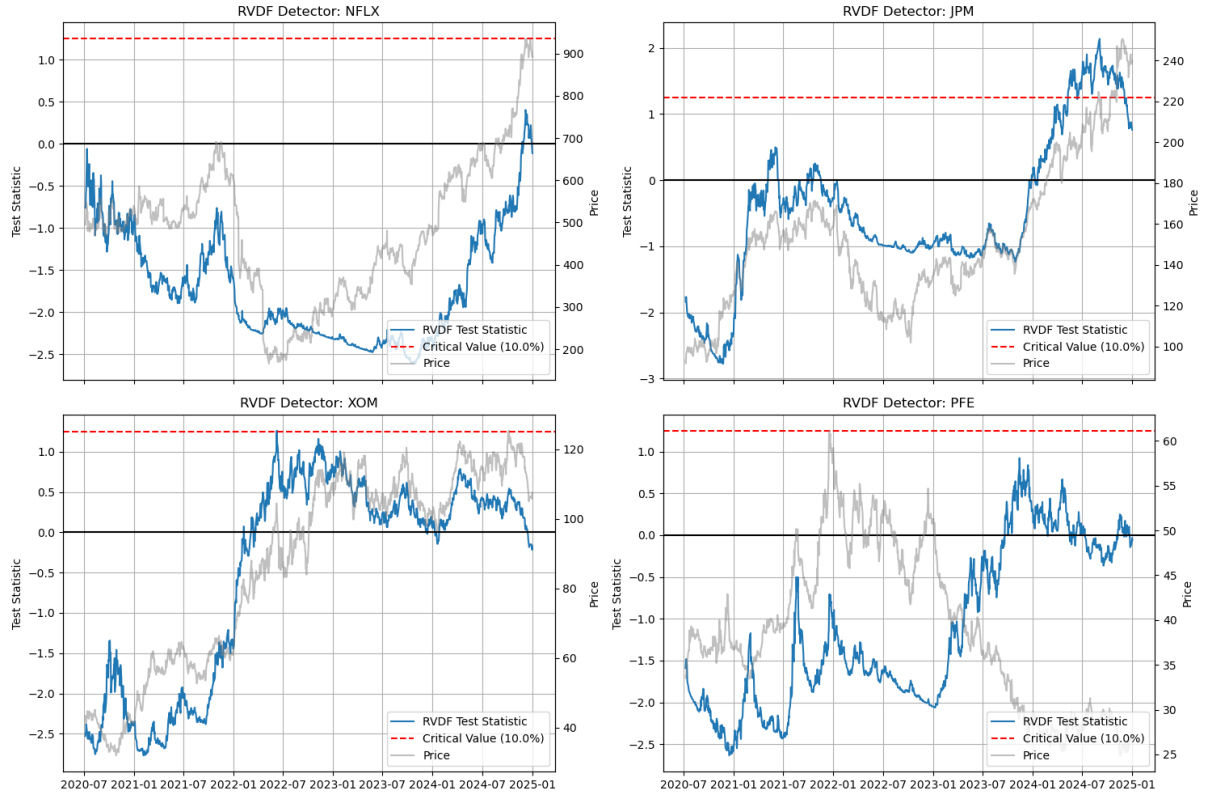 RVDF Detector: NFLX
1.0
0.5
0.0
−0.5
−1.0
−1.5
−2.0
−2.5
Test Statistic
900
800
700
600
500
400
300
200
Price
RVDF Test Statistic
Critical Value (10.0%)
Price
RVDF Detector: JPM
2
1
0
−1
−2
−3
Test Statistic
240
220
200
180
160
140
120
100
Price
RVDF Test Statistic
Critical Value (10.0%)
Price
RVDF Detector: XOM
1.0
0.5
0.0
−0.5
−1.0
−1.5
−2.0
−2.5
Test Statistic
120
100
80
60
40
Price
RVDF Test Statistic
Critical Value (10.0%)
Price
2020-07 2021-01 2021-07 2022-01 2022-07 2023-01 2023-07 2024-01 2024-07 2025-01
RVDF Detector: PFE
1.0
0.5
0.0
−0.5
−1.0
−1.5
−2.0
−2.5
Test Statistic
60
55
50
45
40
35
30
25
Price
RVDF Test Statistic
Critical Value (10.0%)
Price
2020-07 2021-01 2021-07 2022-01 2022-07 2023-01 2023-07 2024-01 2024-07 2025-01